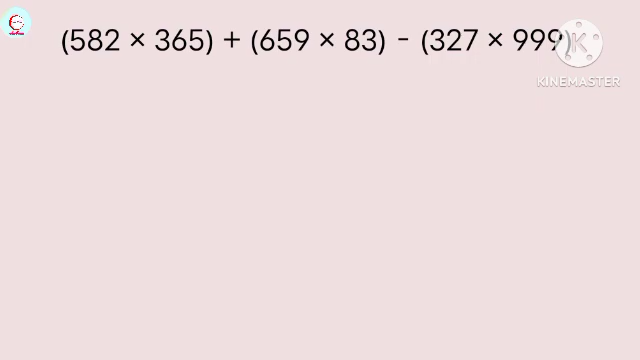 (582 × 365) + (659 × 83) - (327 × 999)
KINEMASTER